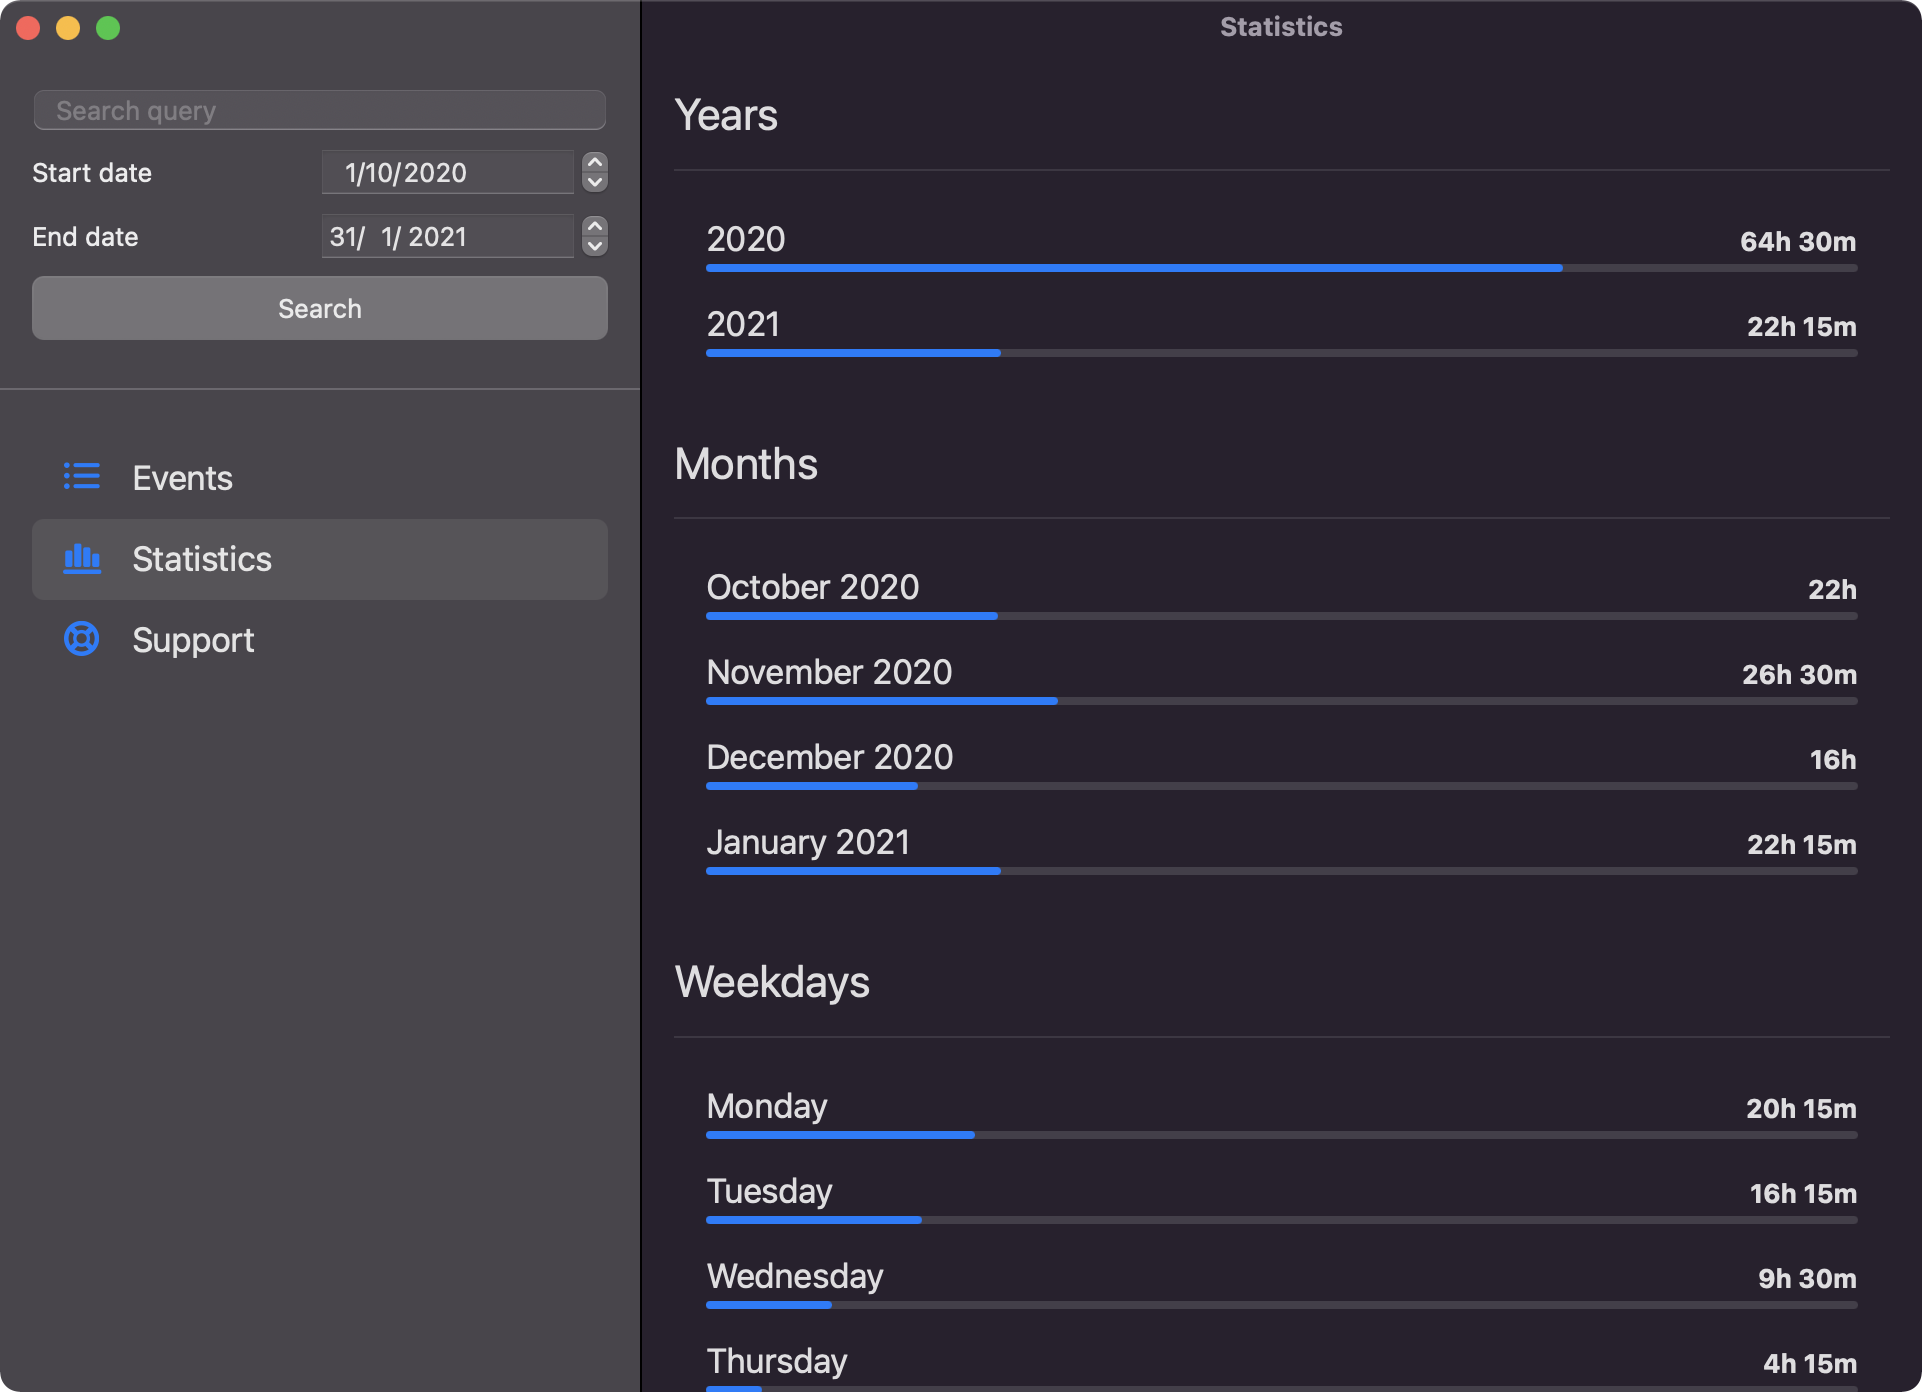 Search query
Start date 1/10/2020
End date 31/ 1/ 2021
Search
Events
Statistics
Support
Statistics
Years
2020 64h 30m
2021 22h 15m
Months
October 2020 22h
November 2020 26h 30m
December 2020 16h
January 2021 22h 15m
Weekdays
Monday 20h 15m
Tuesday 16h 15m
Wednesday 9h 30m
Thursday 4h 15m